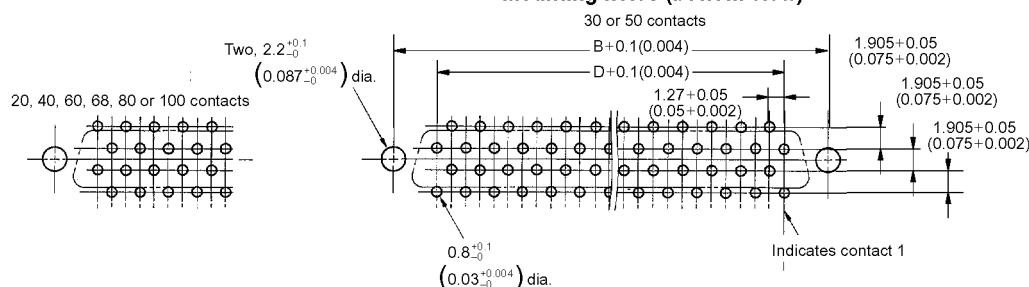 30 or 50 contacts
Two, 2.2 +0.1 −0
(0.087 +0.004 −0) dia.
B+0.1(0.004)
D+0.1(0.004)
1.905+0.05
(0.075+0.002)
1.27+0.05
(0.05+0.002)
1.905+0.05
(0.075+0.002)
20, 40, 60, 68, 80 or 100 contacts
1.905+0.05
(0.075+0.002)
Indicates contact 1
0.8 +0.1 −0
(0.03 +0.004 −0) dia.